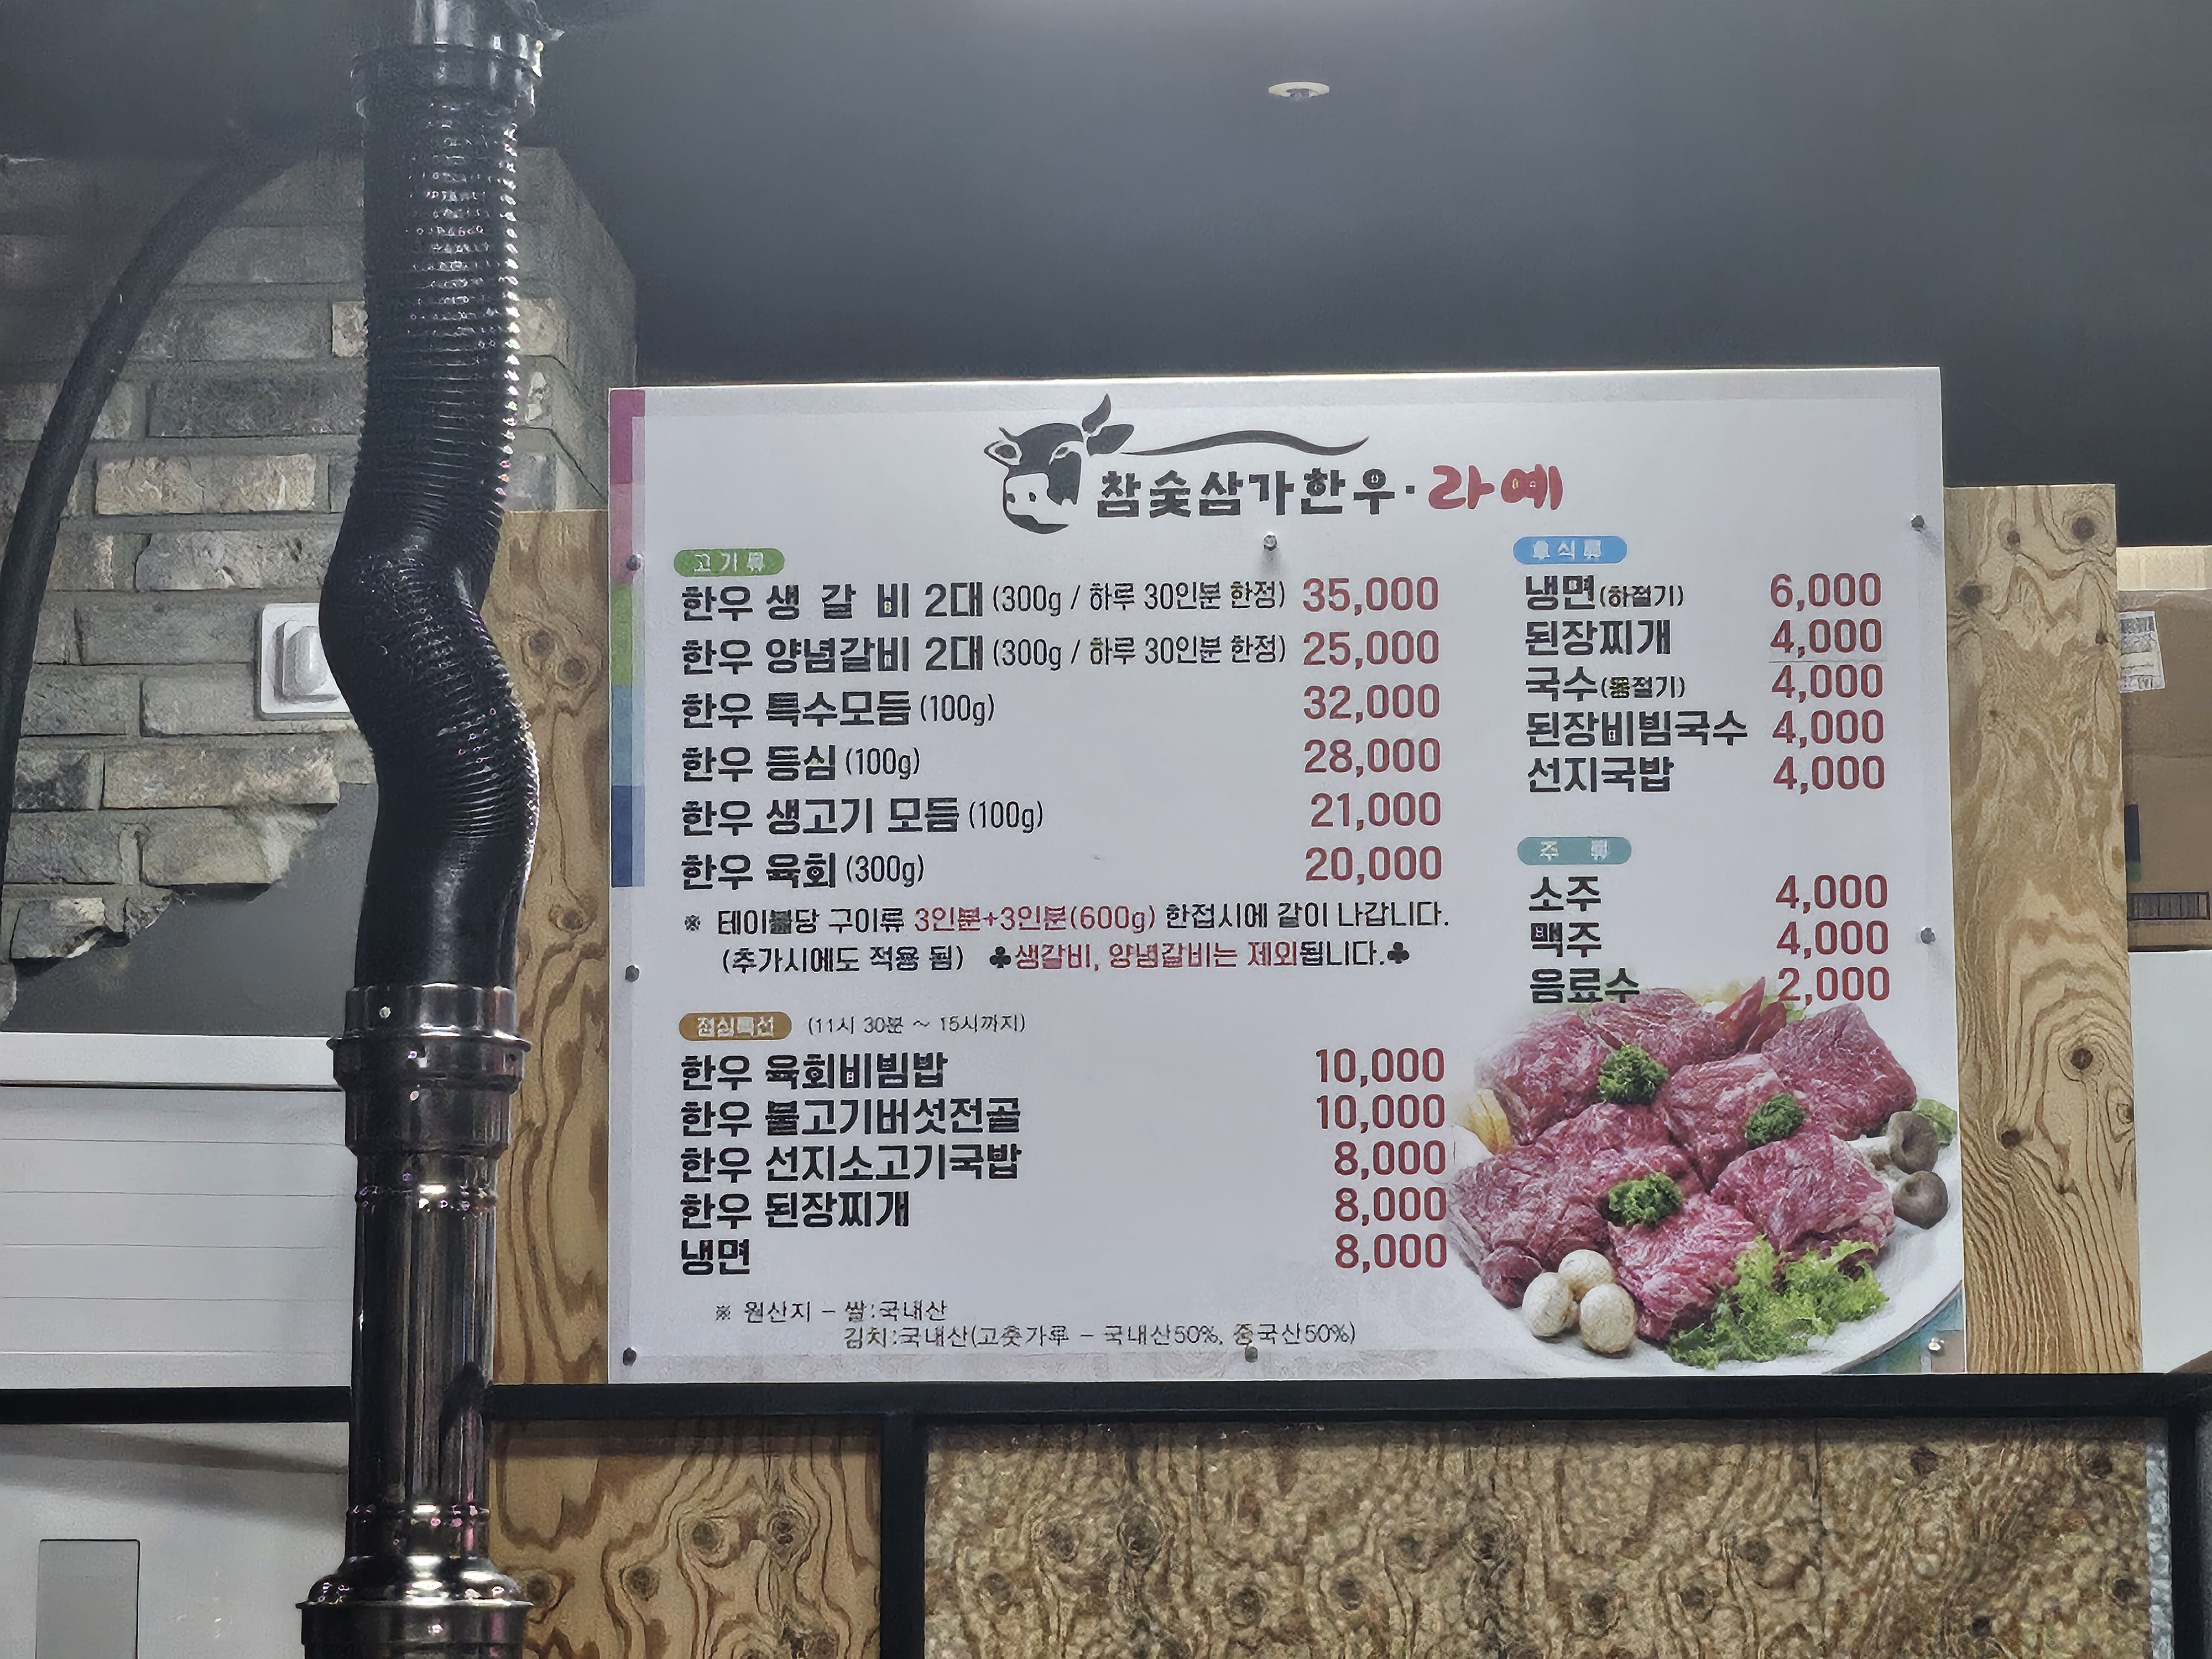 참숯삼가한우·라예
고기류
한우 생 갈 비 2대 (300g / 하루 30인분 한정) 35,000
한우 양념갈비 2대 (300g / 하루 30인분 한정) 25,000
한우 특수모듬 (100g) 32,000
한우 등심 (100g) 28,000
한우 생고기 모듬 (100g) 21,000
한우 육회 (300g) 20,000
※ 테이블당 구이류 3인분+3인분(600g) 한접시에 같이 나갑니다.
(추가시에도 적용 됨) ♣생갈비, 양념갈비는 제외됩니다.♣
점심특선 (11시 30분 ~ 15시까지)
한우 육회비빔밥 10,000
한우 불고기버섯전골 10,000
한우 선지소고기국밥 8,000
한우 된장찌개 8,000
냉면 8,000
※ 원산지 - 쌀:국내산
김치:국내산(고춧가루 - 국내산50%, 중국산50%)
후식류
냉면(하절기) 6,000
된장찌개 4,000
국수(동절기) 4,000
된장비빔국수 4,000
선지국밥 4,000
주 류
소주 4,000
맥주 4,000
음료수 2,000